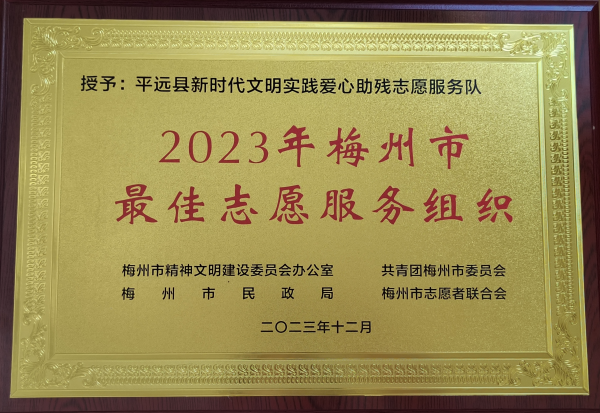 授予：平远县新时代文明实践爱心助残志愿服务队
2023年梅州市
最佳志愿服务组织
梅州市精神文明建设委员会办公室 共青团梅州市委员会
梅州市民政局 梅州市志愿者联合会
二〇二三年十二月